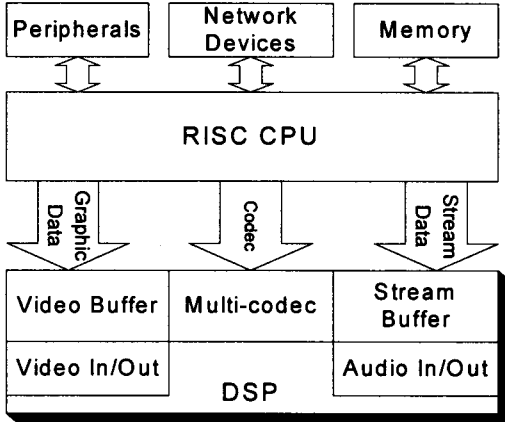 Peripherals
Network
Devices
Memory
RISC CPU
Graphic
Data
Codec
Stream
Data
Video Buffer
Multi-codec
Stream
Buffer
Video In/Out
Audio In/Out
DSP